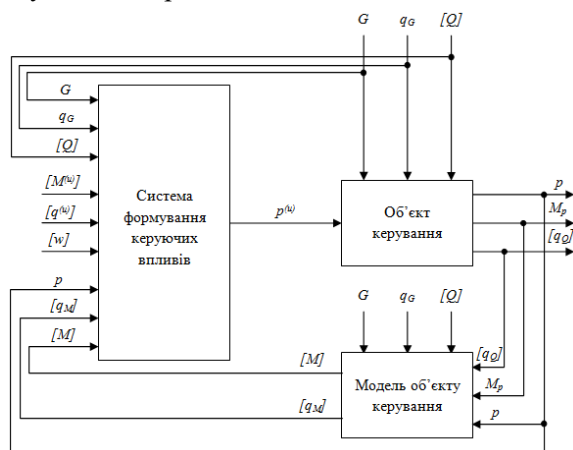 G
q_G
[Q]
G
q_G
[Q]
[M^(ц)]
[q^(ц)]
[w]
p
[q_M]
[M]
Система
формування
керуючих
впливів
p^(ц)
Об’єкт
керування
p
M_p
[q_Q]
G
q_G
[Q]
[M]
[q_M]
Модель об’єкту
керування
[q_Q]
M_p
p